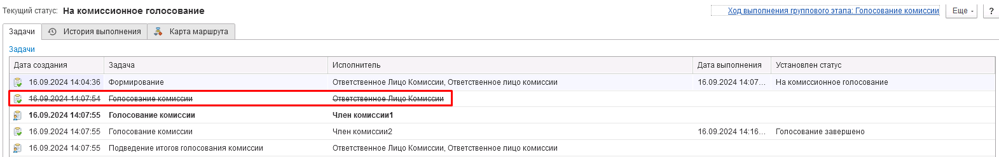 Текущий статус: На комиссионное голосование Ход выполнения группового этапа: Голосование комиссии Еще ?
Задачи История выполнения Карта маршрута
Задачи
Дата создания Задача Исполнитель Дата выполнения Установлен статус
16.09.2024 14:04:36 Формирование Ответственное Лицо Комиссии, Ответственное лицо комиссии 16.09.2024 14:07... На комиссионное голосование
16.09.2024 14:07:54 Голосование комиссии Ответственное Лицо Комиссии
16.09.2024 14:07:55 Голосование комиссии Член комиссии1
16.09.2024 14:07:55 Голосование комиссии Член комиссии2 16.09.2024 14:16... Голосование завершено
16.09.2024 14:07:55 Подведение итогов голосования комиссии Ответственное Лицо Комиссии, Ответственное лицо комиссии